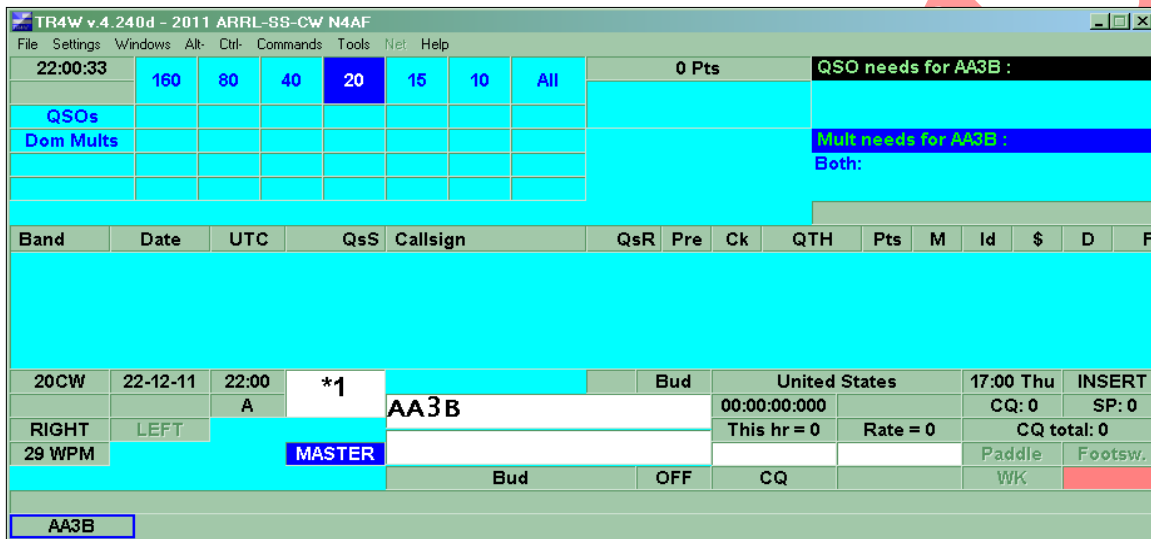 TR4W v.4.240d - 2011 ARRL-SS-CW N4AF
File Settings Windows Alt- Ctrl- Commands Tools Net Help
22:00:33 160 80 40 20 15 10 All 0 Pts QSO needs for AA3B :
QSOs
Dom Mults Mult needs for AA3B :
Both:
Band Date UTC QsS Callsign QsR Pre Ck QTH Pts M Id $ D F
20CW 22-12-11 22:00 *1 Bud United States 17:00 Thu INSERT
A AA3B 00:00:00:000 CQ: 0 SP: 0
RIGHT LEFT This hr = 0 Rate = 0 CQ total: 0
29 WPM MASTER Paddle Footsw.
Bud OFF CQ WK
AA3B